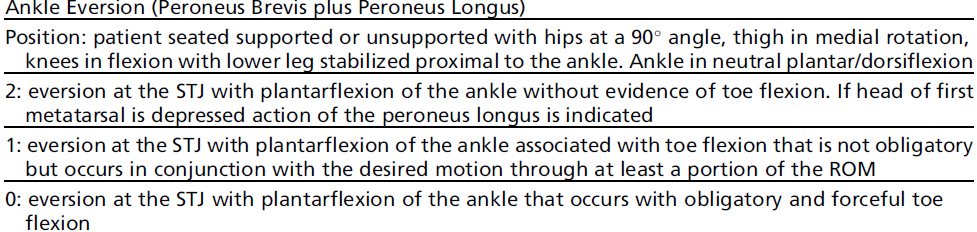 Ankle Eversion (Peroneus Brevis plus Peroneus Longus)
Position: patient seated supported or unsupported with hips at a 90° angle, thigh in medial rotation,
knees in flexion with lower leg stabilized proximal to the ankle. Ankle in neutral plantar/dorsiflexion
2: eversion at the STJ with plantarflexion of the ankle without evidence of toe flexion. If head of first
metatarsal is depressed action of the peroneus longus is indicated
1: eversion at the STJ with plantarflexion of the ankle associated with toe flexion that is not obligatory
but occurs in conjunction with the desired motion through at least a portion of the ROM
0: eversion at the STJ with plantarflexion of the ankle that occurs with obligatory and forceful toe
flexion